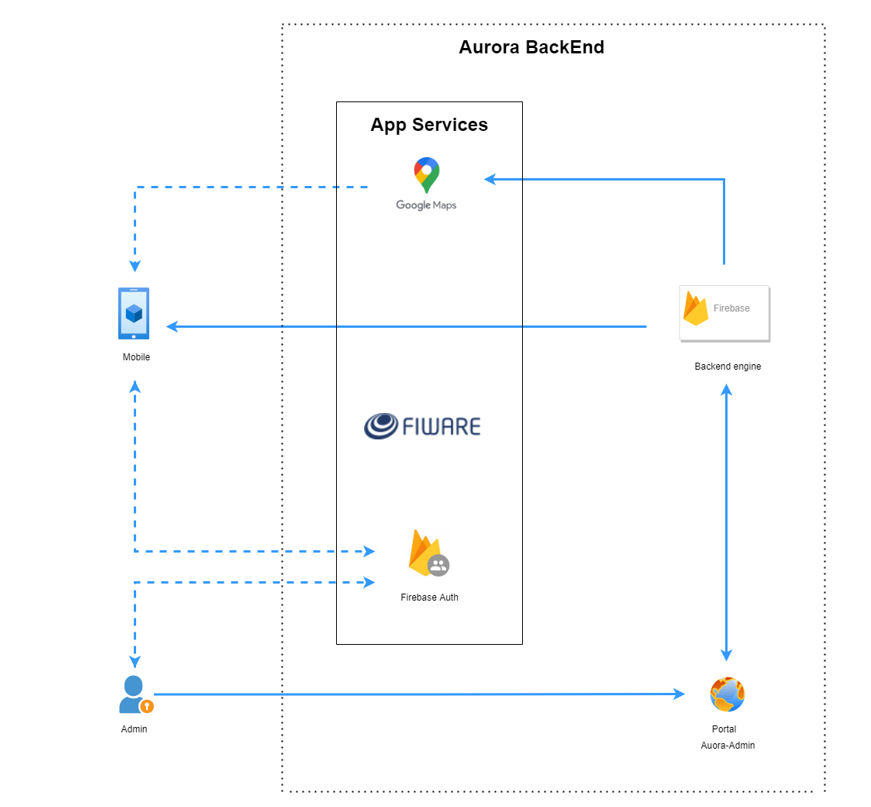 Aurora BackEnd
App Services
Google Maps
Firebase
Mobile
Backend engine
FIWARE
Firebase Auth
Admin
Portal
Auora-Admin